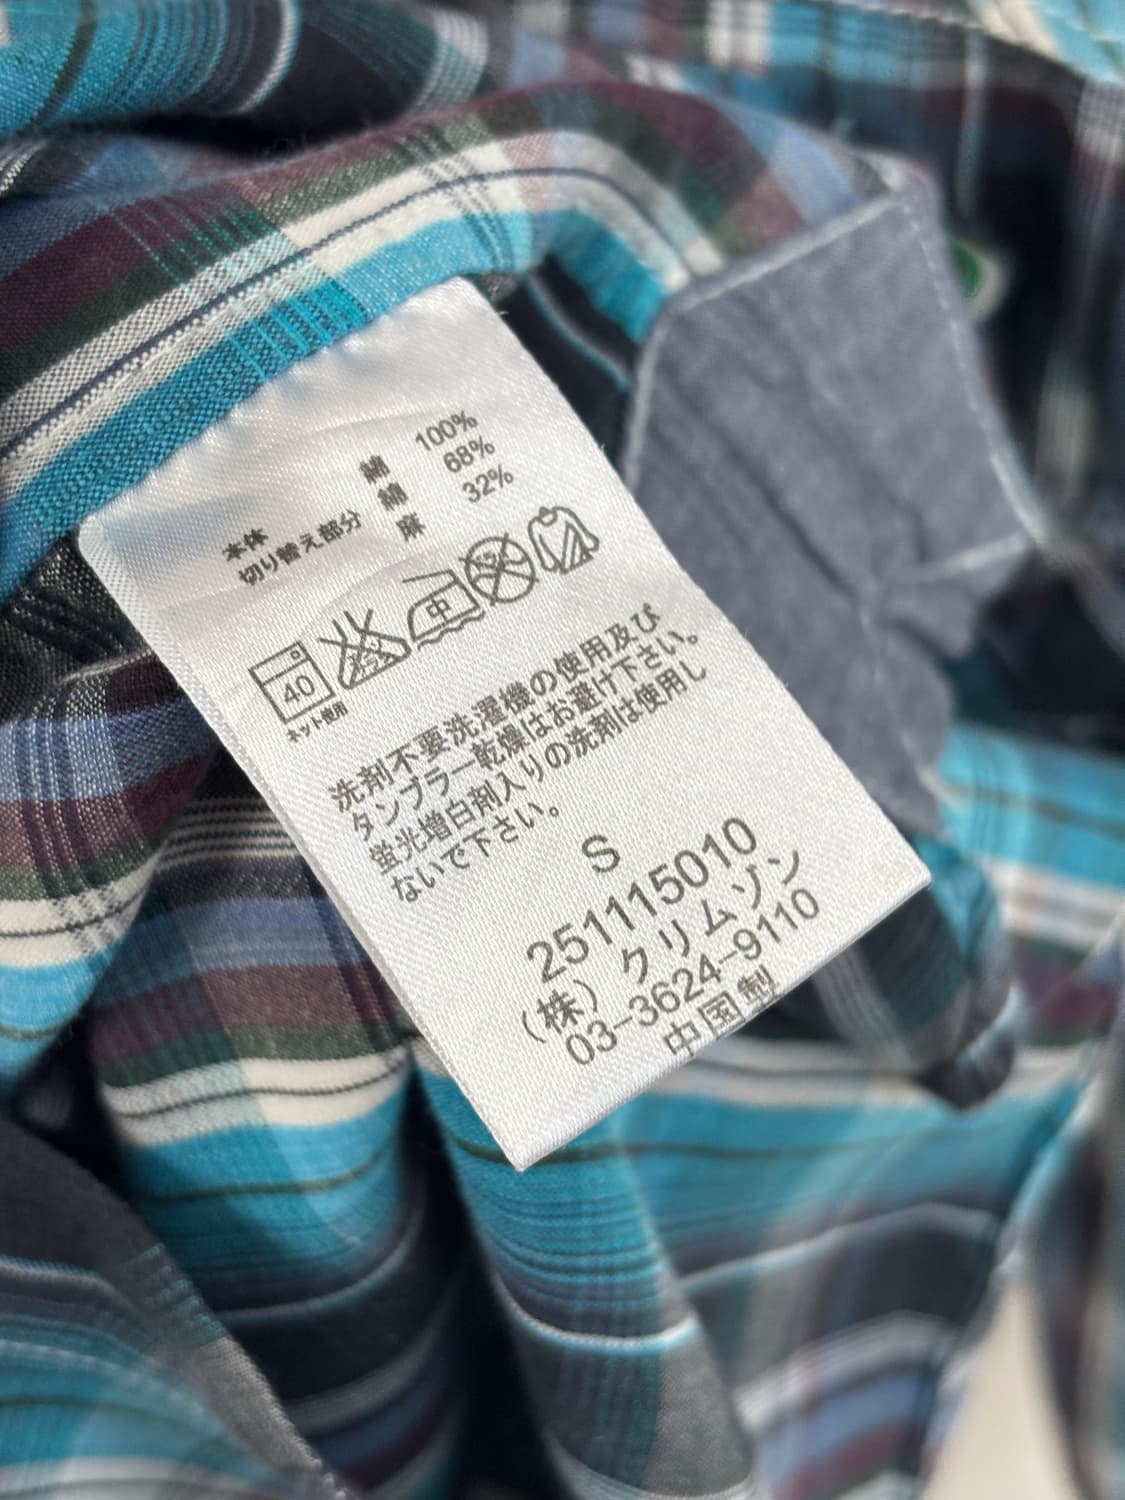 本体 綿 100%
切り替え部分 綿 68%
麻 32%
40
中
ネット使用
洗剤不要洗濯機の使用及び
タンブラー乾燥はお避け下さい。
蛍光増白剤入りの洗剤は使用し
ないで下さい。
S
251115010
(株)クリムゾン
03-3624-9110
中国製